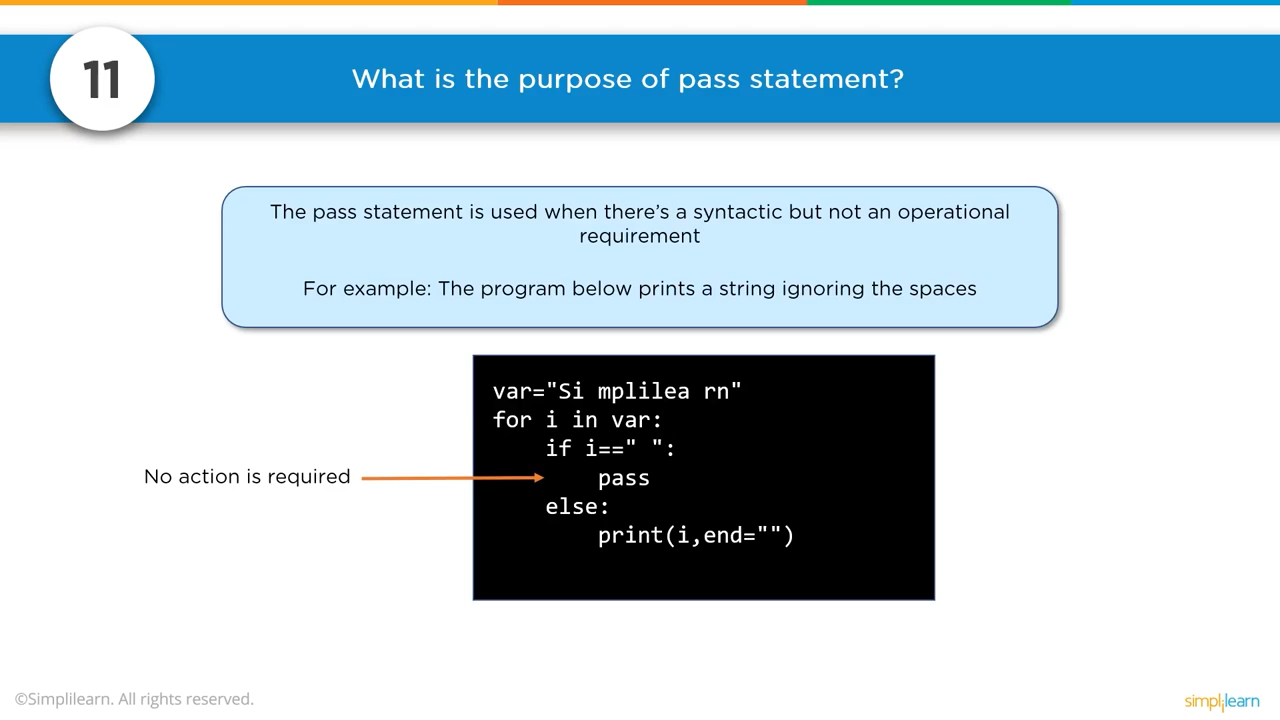 11
What is the purpose of pass statement?
The pass statement is used when there’s a syntactic but not an operational
requirement
For example: The program below prints a string ignoring the spaces
var="Si mplilea rn"
for i in var:
    if i==" ":
No action is required
        pass
    else:
        print(i,end="")
©Simplilearn. All rights reserved.
simplilearn